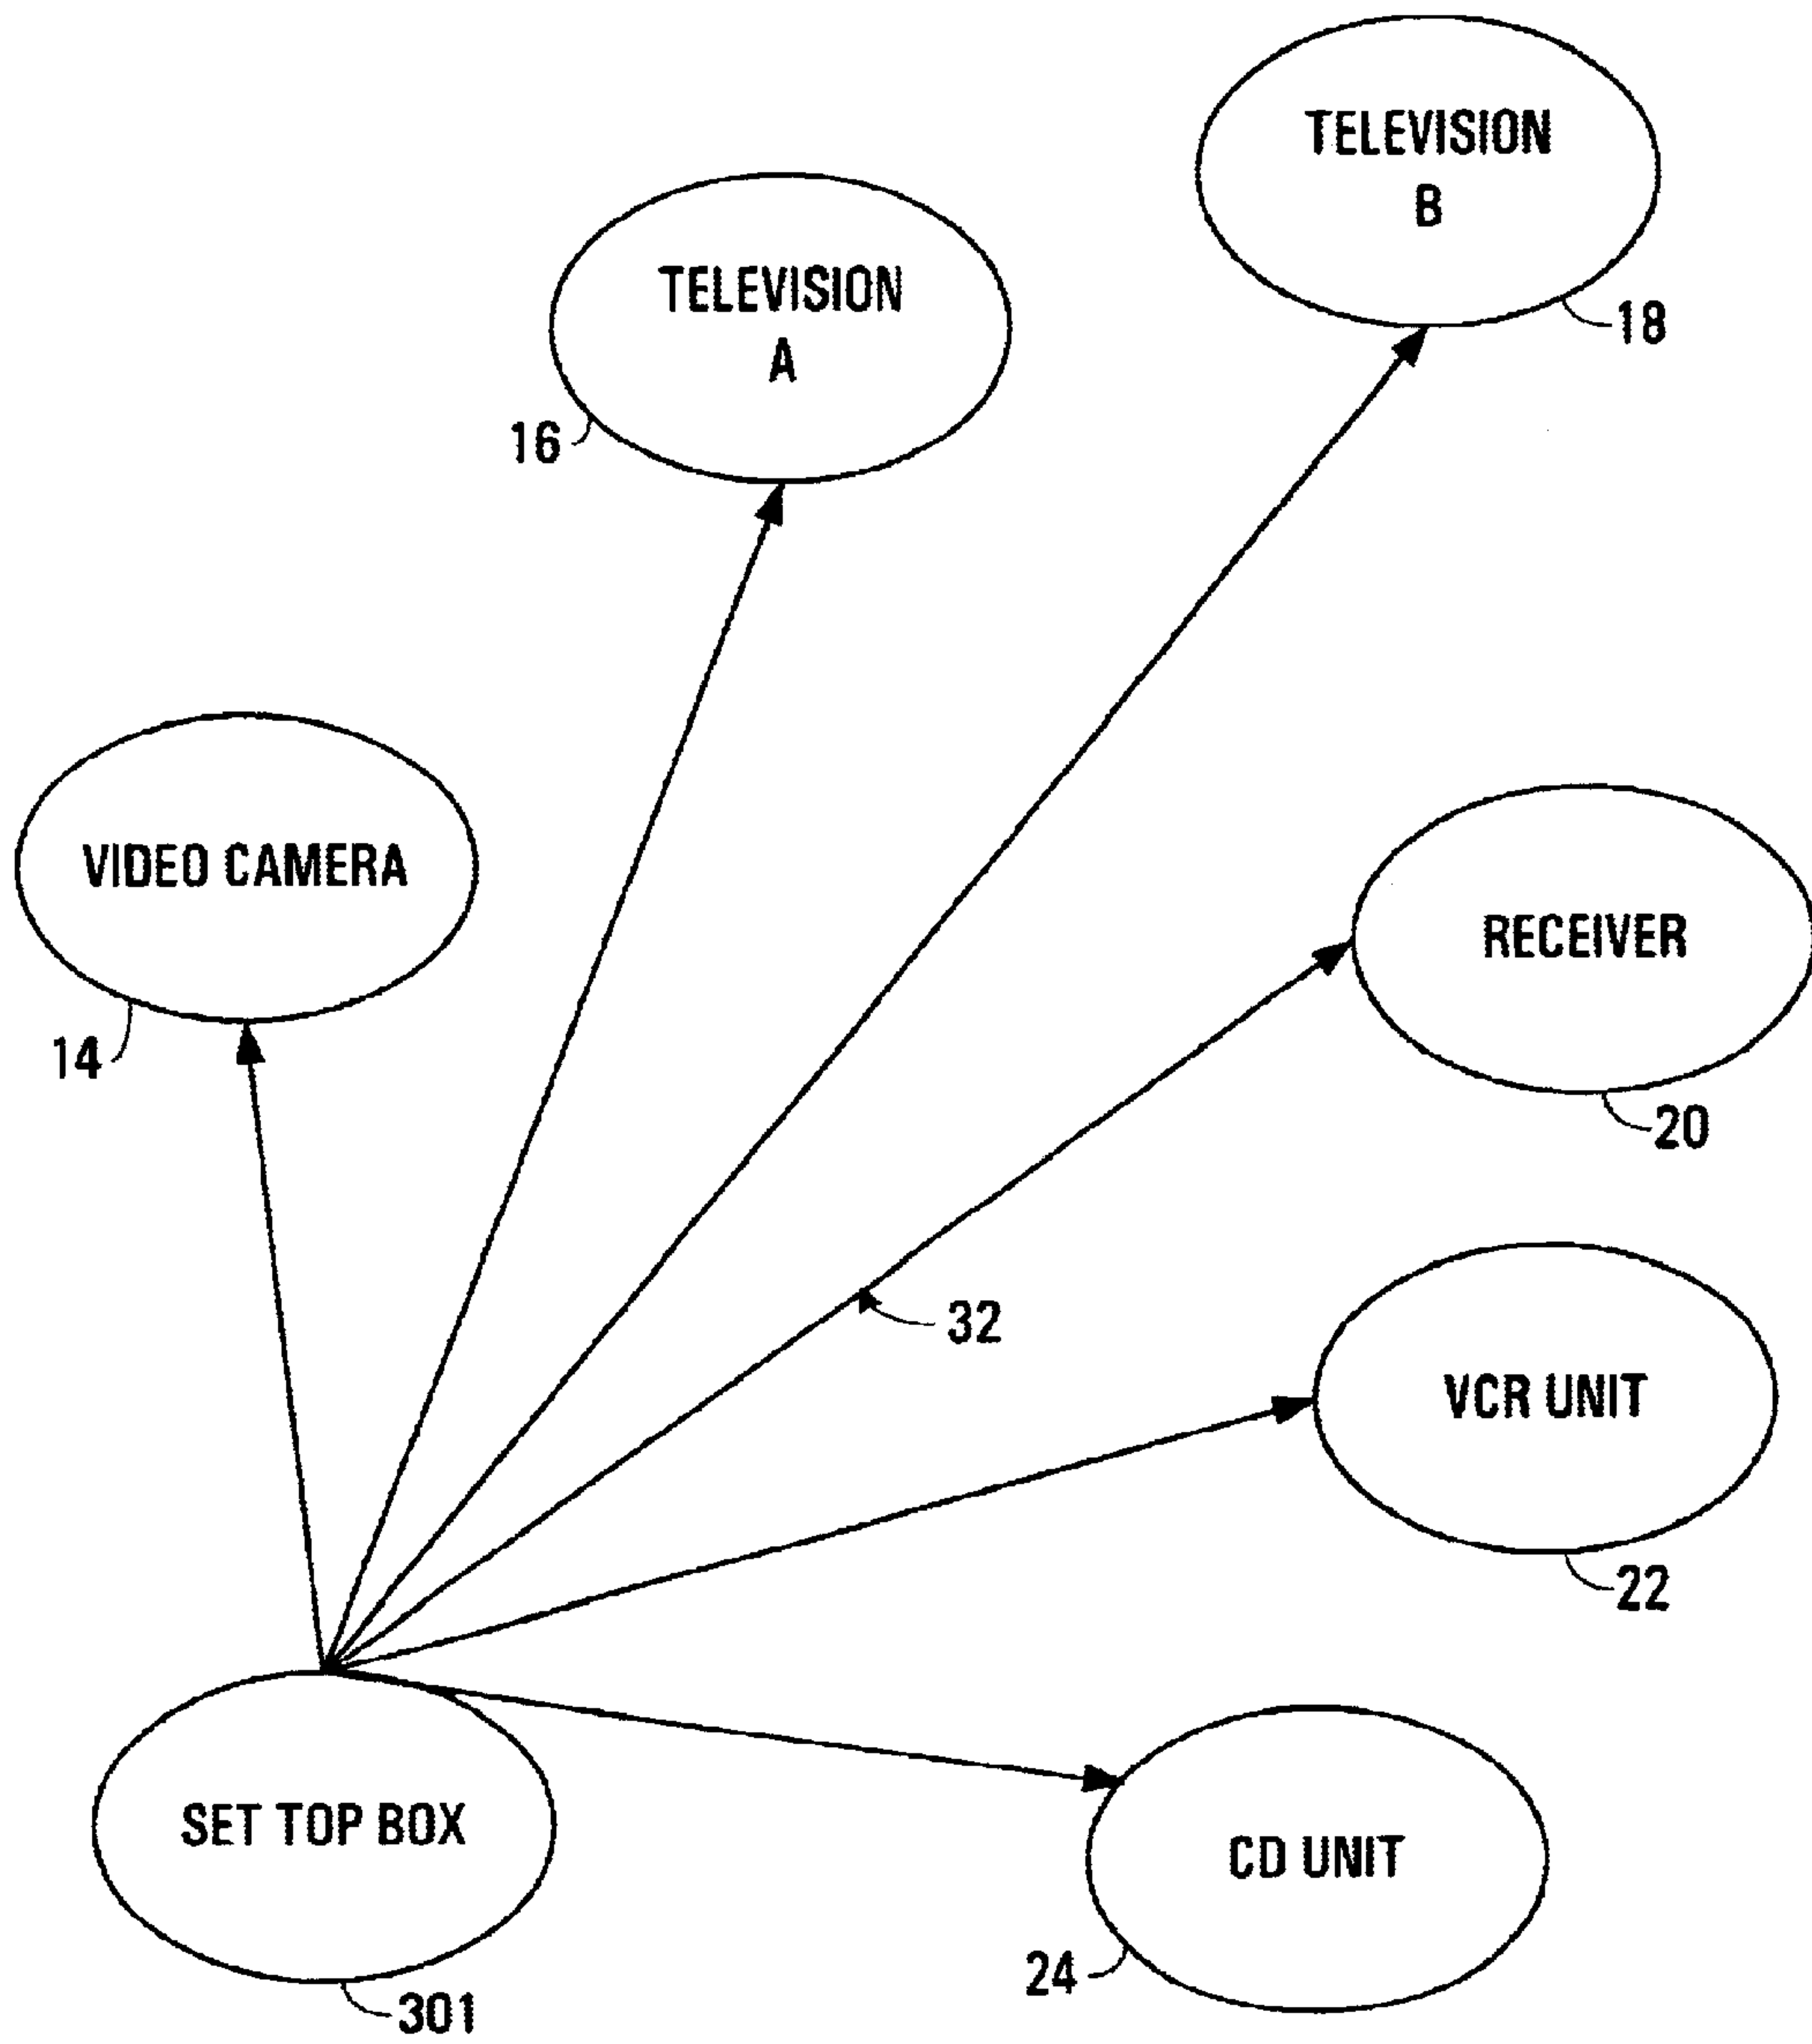 TELEVISION
B
18
TELEVISION
A
16
VIDEO CAMERA
14
RECEIVER
20
32
VCR UNIT
22
SET TOP BOX
301
CD UNIT
24